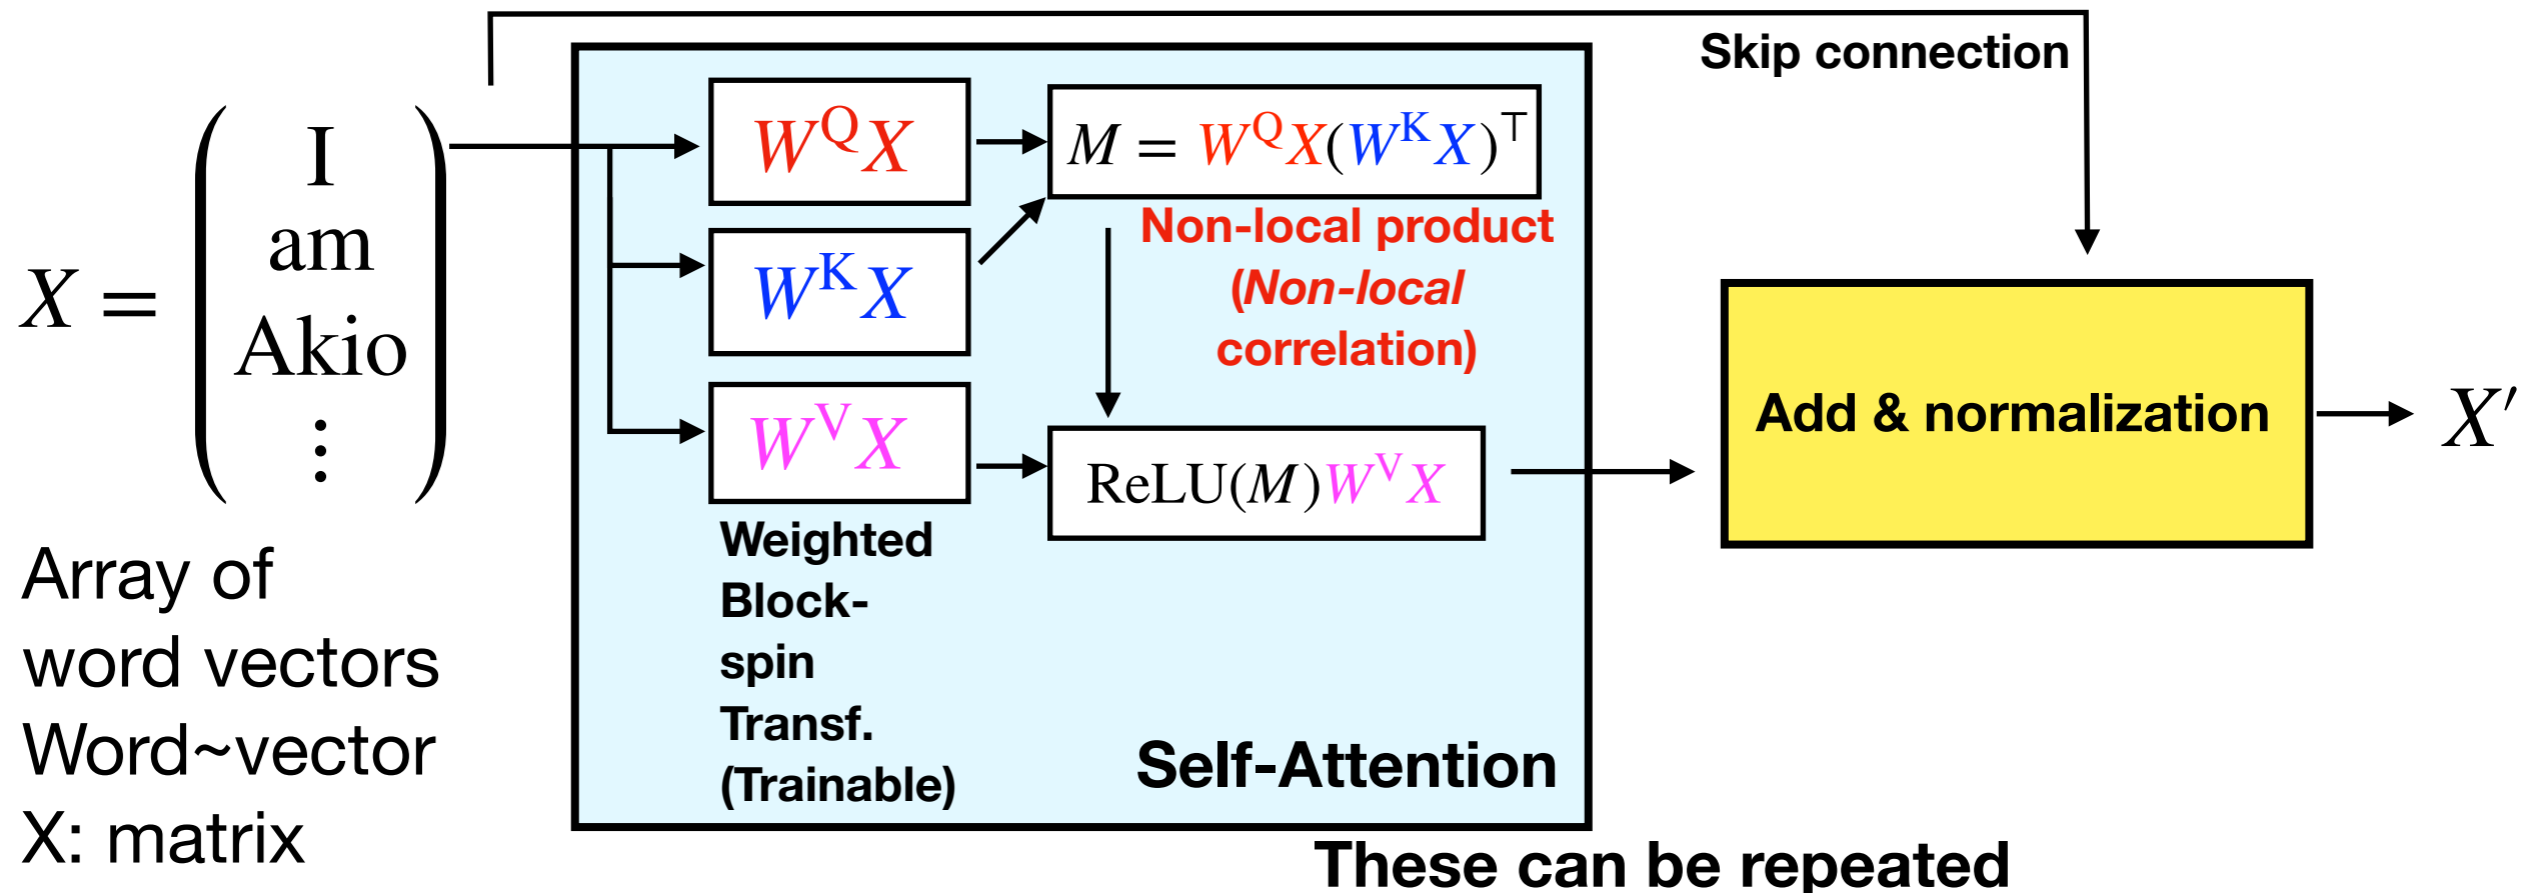 Skip connection
X = ( I
am
Akio
⋮ )
W^Q X
M = W^Q X(W^K X)^⊤
Non-local product
(Non-local
correlation)
W^K X
W^V X
ReLU(M)W^V X
Add & normalization
X′
Weighted
Block-
spin
Transf.
(Trainable)
Self-Attention
Array of
word vectors
Word~vector
X: matrix
These can be repeated